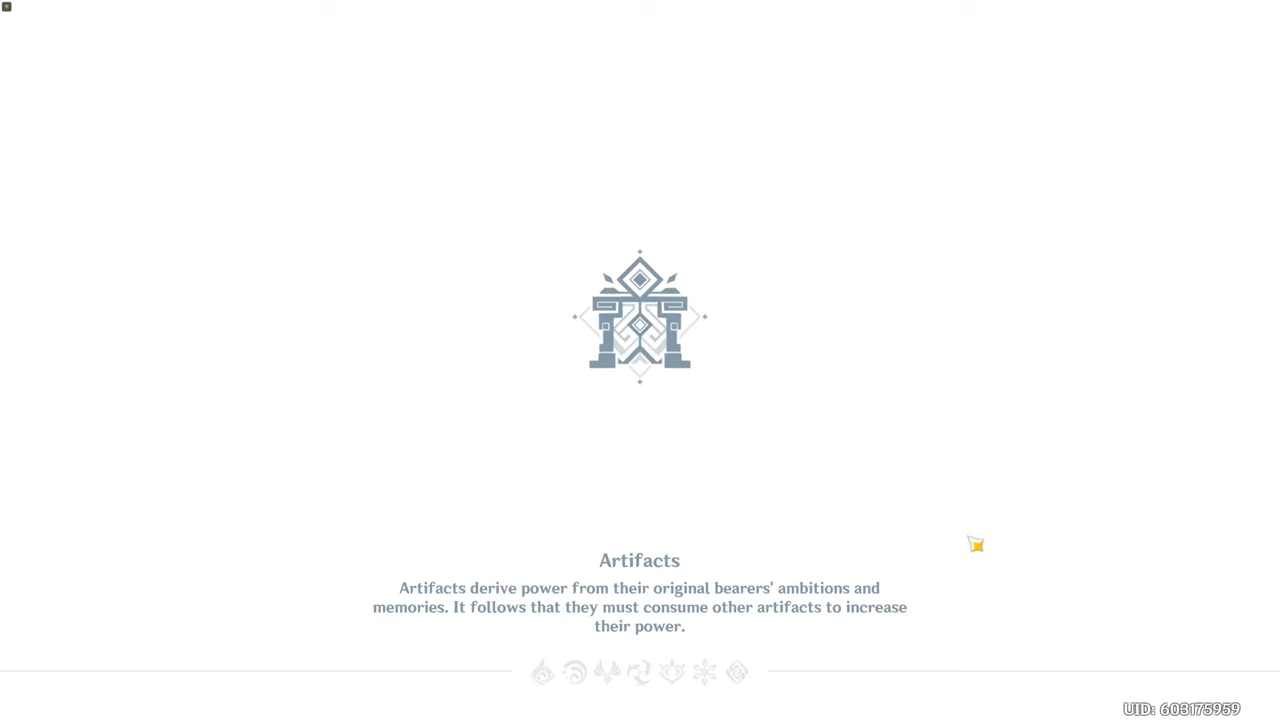 Artifacts
Artifacts derive power from their original bearers' ambitions and
memories. It follows that they must consume other artifacts to increase
their power.
UID: 603175959